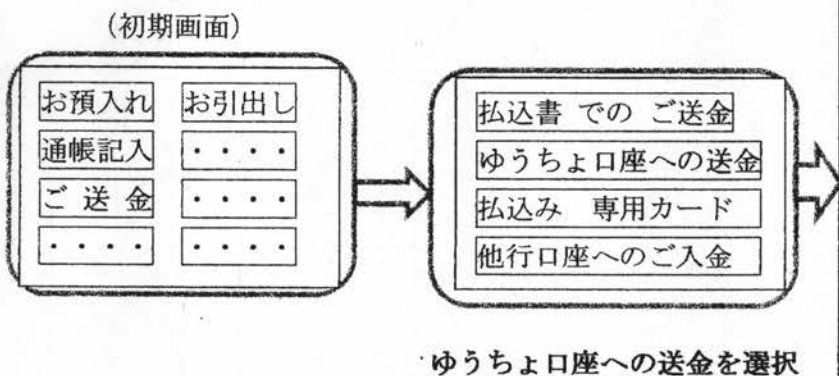 (初期画面)
お預入れ お引出し
通帳記入 ・・・・
ご 送 金 ・・・・
・・・・ ・・・・
払込書 での ご送金
ゆうちょ口座への送金
払込み 専用カード
他行口座へのご入金
ゆうちょ口座への送金を選択